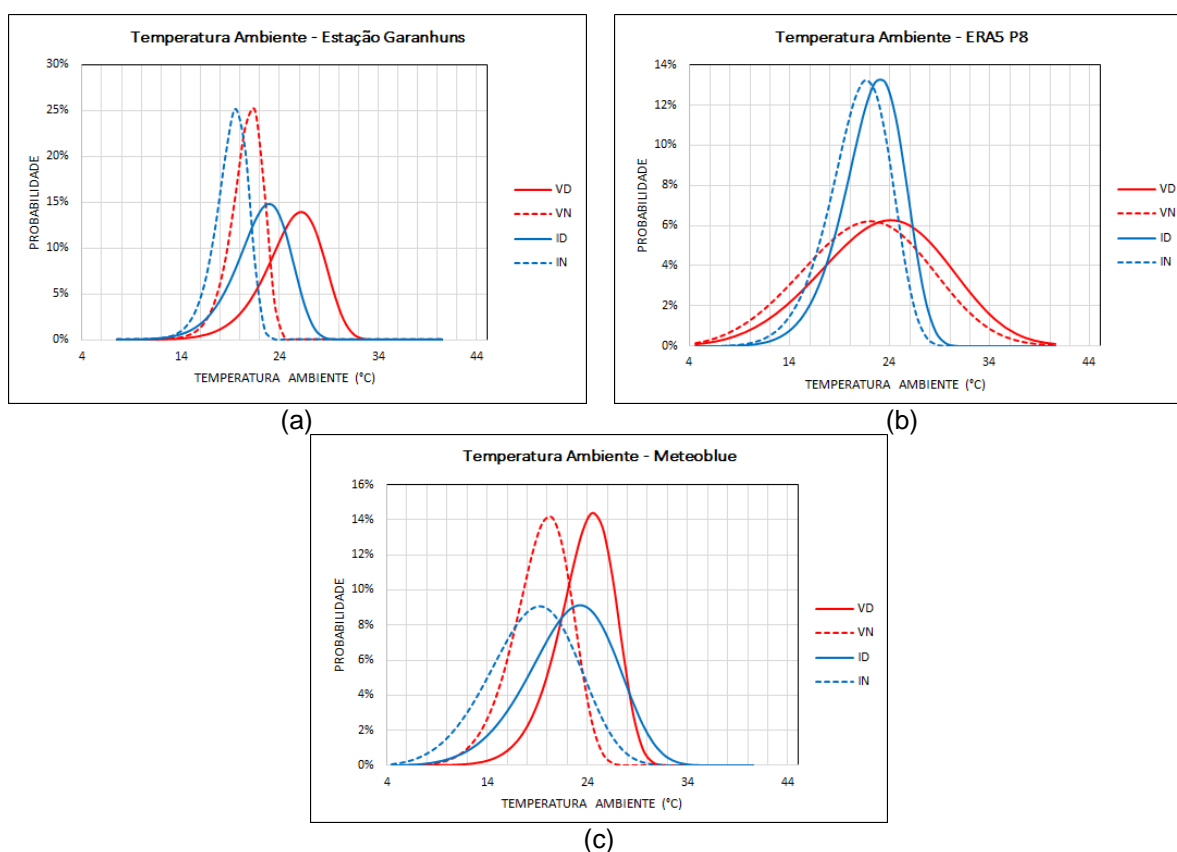 Temperatura Ambiente - Estação Garanhuns
30%
25%
20%
15%
10%
5%
0%
PROBABILIDADE
4 14 24 34 44
TEMPERATURA AMBIENTE (°C)
VD
VN
ID
IN
(a)
Temperatura Ambiente - ERA5 P8
14%
12%
10%
8%
6%
4%
2%
0%
PROBABILIDADE
4 14 24 34 44
TEMPERATURA AMBIENTE (°C)
VD
VN
ID
IN
(b)
Temperatura Ambiente - Meteoblue
16%
14%
12%
10%
8%
6%
4%
2%
0%
PROBABILIDADE
4 14 24 34 44
TEMPERATURA AMBIENTE (°C)
VD
VN
ID
IN
(c)